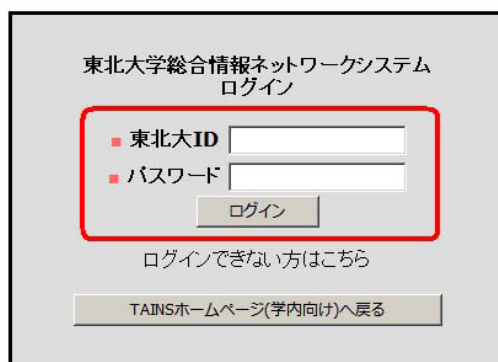 東北大学総合情報ネットワークシステム
ログイン
東北大ID
パスワード
ログイン
ログインできない方はこちら
TAINSホームページ(学内向け)へ戻る